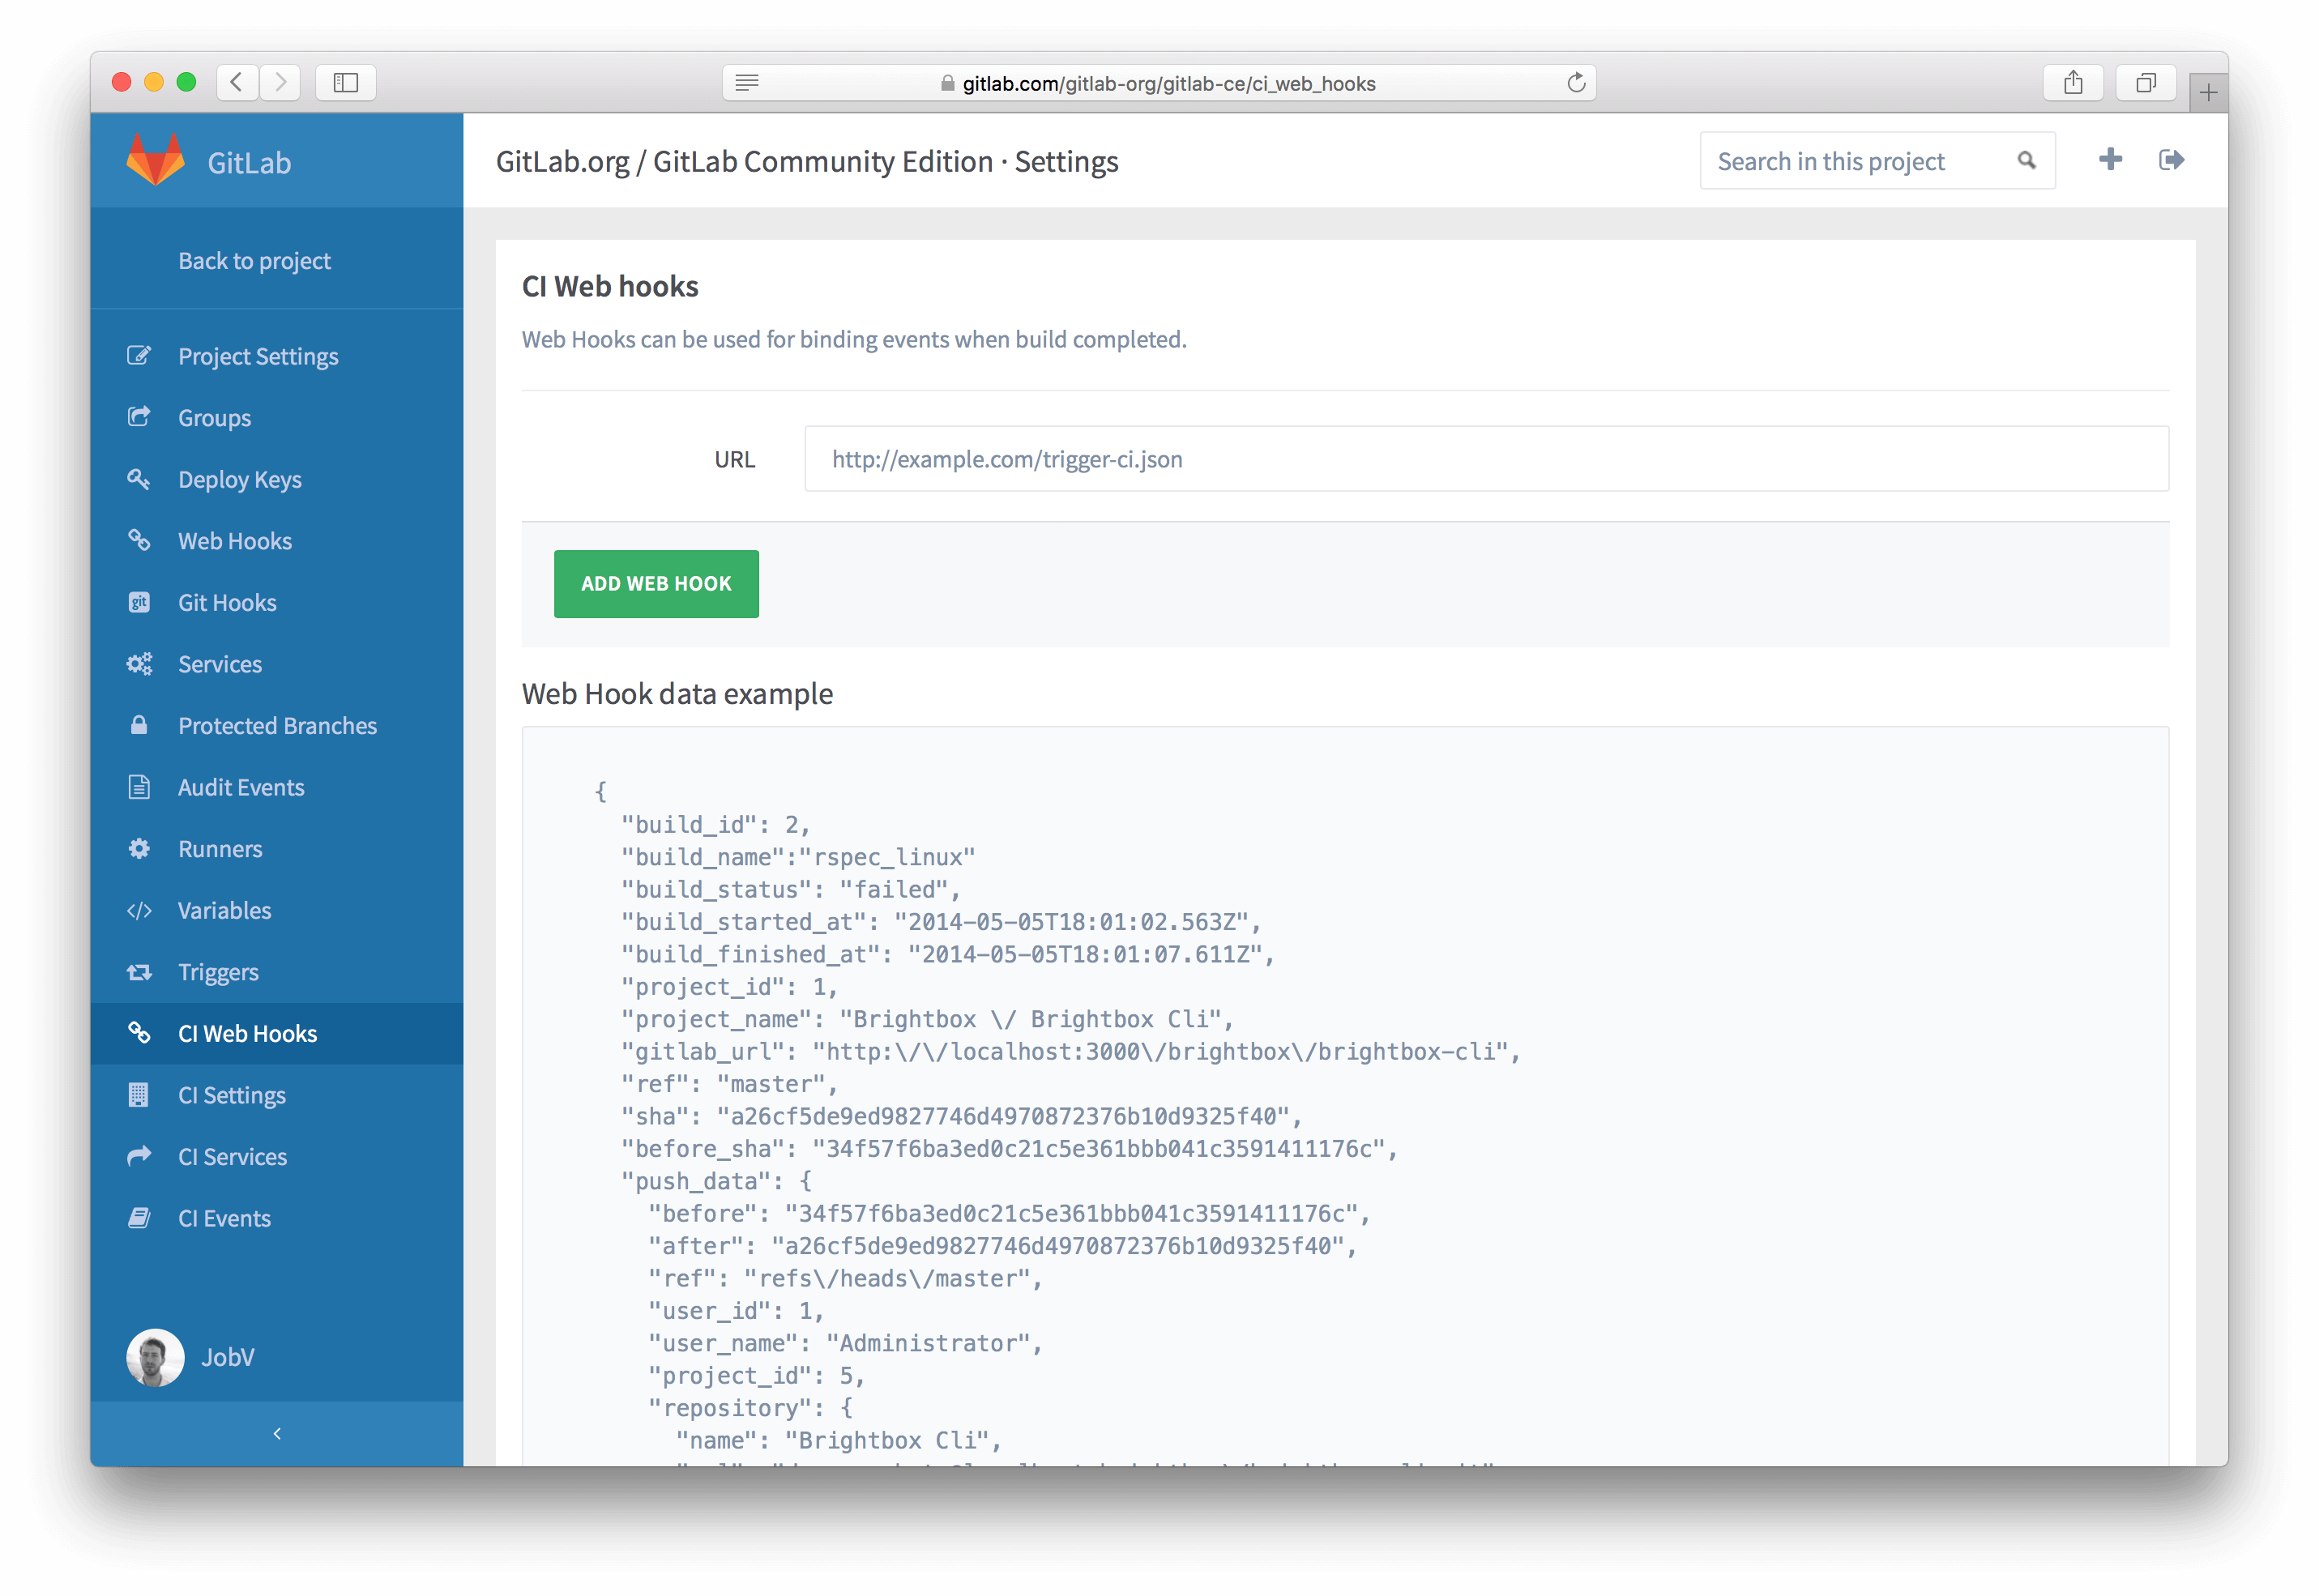 gitlab.com/gitlab-org/gitlab-ce/ci_web_hooks
GitLab
GitLab.org / GitLab Community Edition · Settings
Search in this project
Back to project
Project Settings
Groups
Deploy Keys
Web Hooks
git
Git Hooks
Services
Protected Branches
Audit Events
Runners
Variables
Triggers
CI Web Hooks
CI Settings
CI Services
CI Events
JobV
CI Web hooks
Web Hooks can be used for binding events when build completed.
URL
http://example.com/trigger-ci.json
ADD WEB HOOK
Web Hook data example
{
"build_id": 2,
"build_name":"rspec_linux"
"build_status": "failed",
"build_started_at": "2014-05-05T18:01:02.563Z",
"build_finished_at": "2014-05-05T18:01:07.611Z",
"project_id": 1,
"project_name": "Brightbox \/ Brightbox Cli",
"gitlab_url": "http:\/\/localhost:3000\/brightbox\/brightbox-cli",
"ref": "master",
"sha": "a26cf5de9ed9827746d4970872376b10d9325f40",
"before_sha": "34f57f6ba3ed0c21c5e361bbb041c3591411176c",
"push_data": {
"before": "34f57f6ba3ed0c21c5e361bbb041c3591411176c",
"after": "a26cf5de9ed9827746d4970872376b10d9325f40",
"ref": "refs\/heads\/master",
"user_id": 1,
"user_name": "Administrator",
"project_id": 5,
"repository": {
"name": "Brightbox Cli",